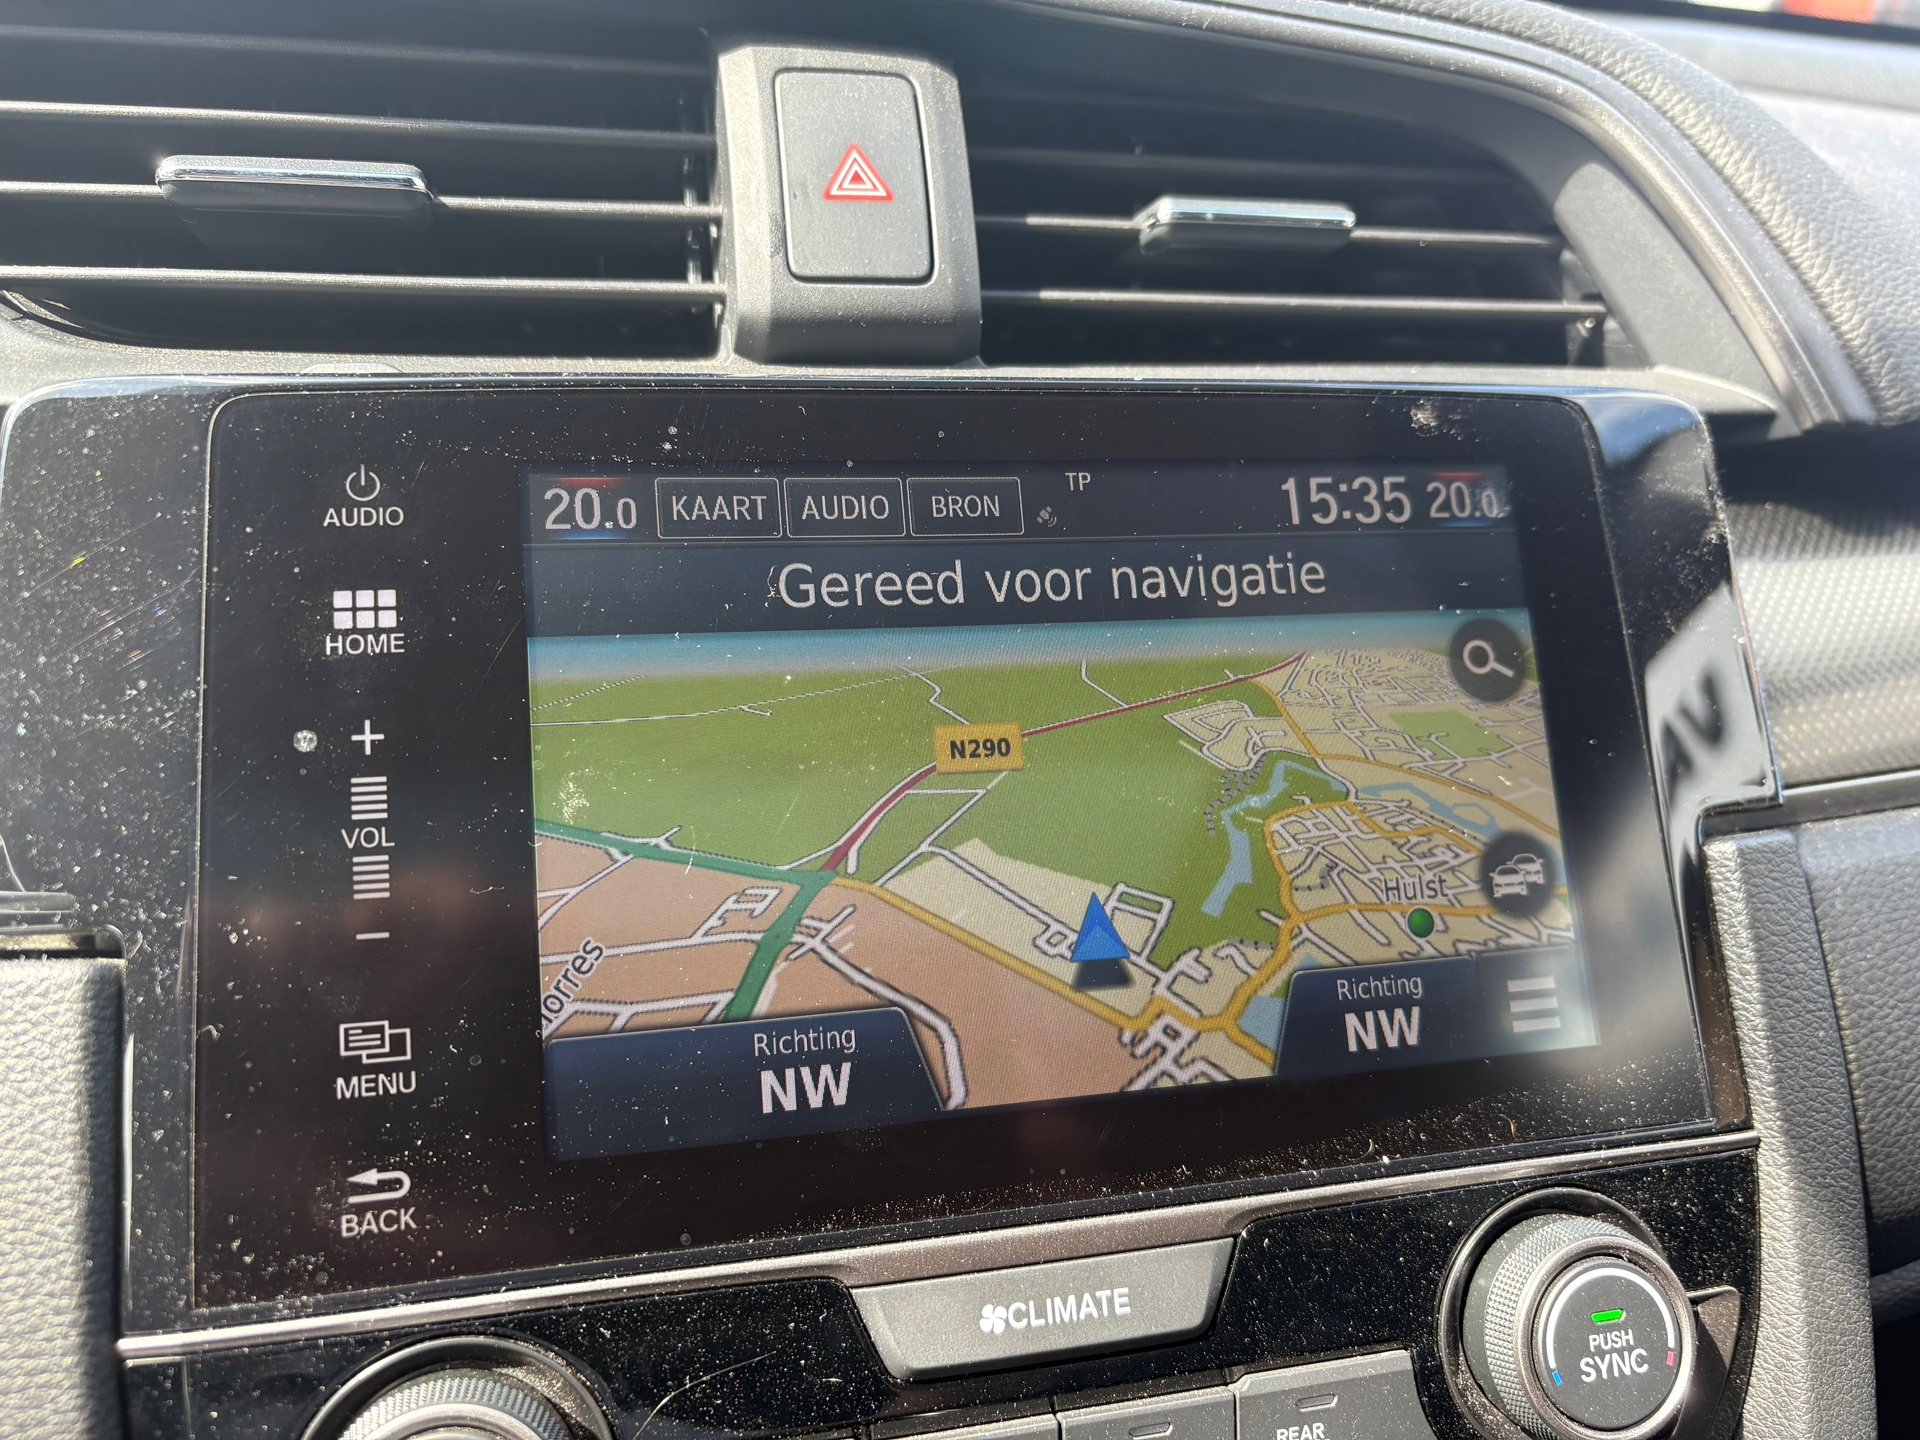 AUDIO
HOME
+
VOL
−
MENU
BACK
20.0 KAART AUDIO BRON TP 15:35 20.0
Gereed voor navigatie
N290
Hulst
Richting
NW
Richting
NW
CLIMATE
PUSH
SYNC
REAR